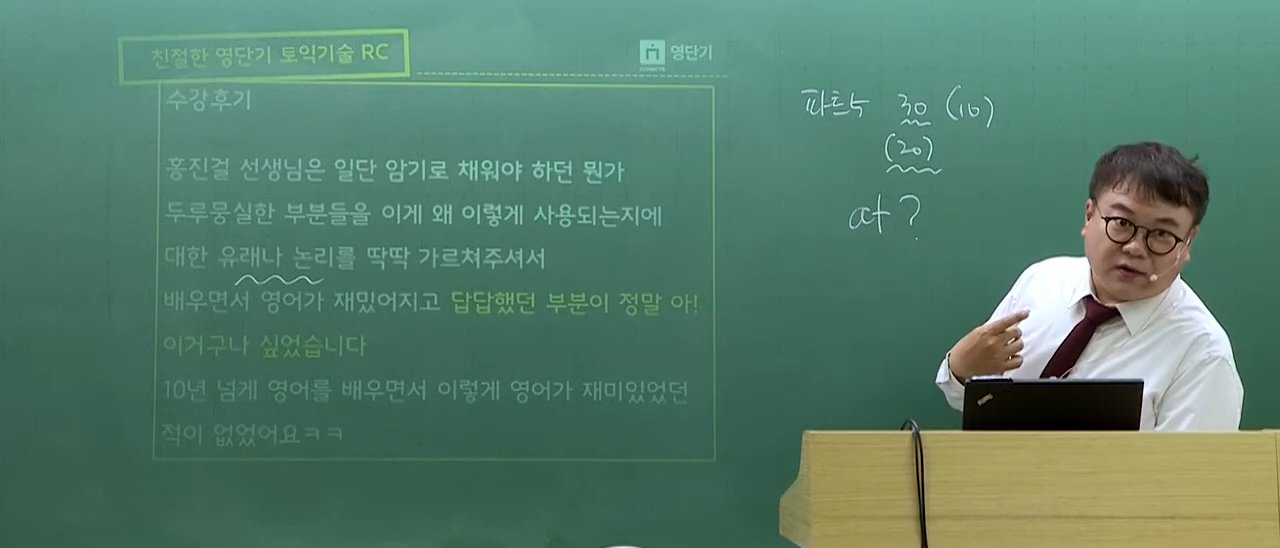 친절한 영단기 토익기술 RC
영단기
수강후기
홍진걸 선생님은 일단 암기로 채워야 하던 뭔가
두루뭉실한 부분들을 이게 왜 이렇게 사용되는지에
대한 유래나 논리를 딱딱 가르쳐주셔서
배우면서 영어가 재밌어지고 답답했던 부분이 정말 아!
이거구나 싶었습니다
10년 넘게 영어를 배우면서 이렇게 영어가 재미있었던
적이 없었어요ㅋㅋ
파트5 30 (10)
(20)
at ?